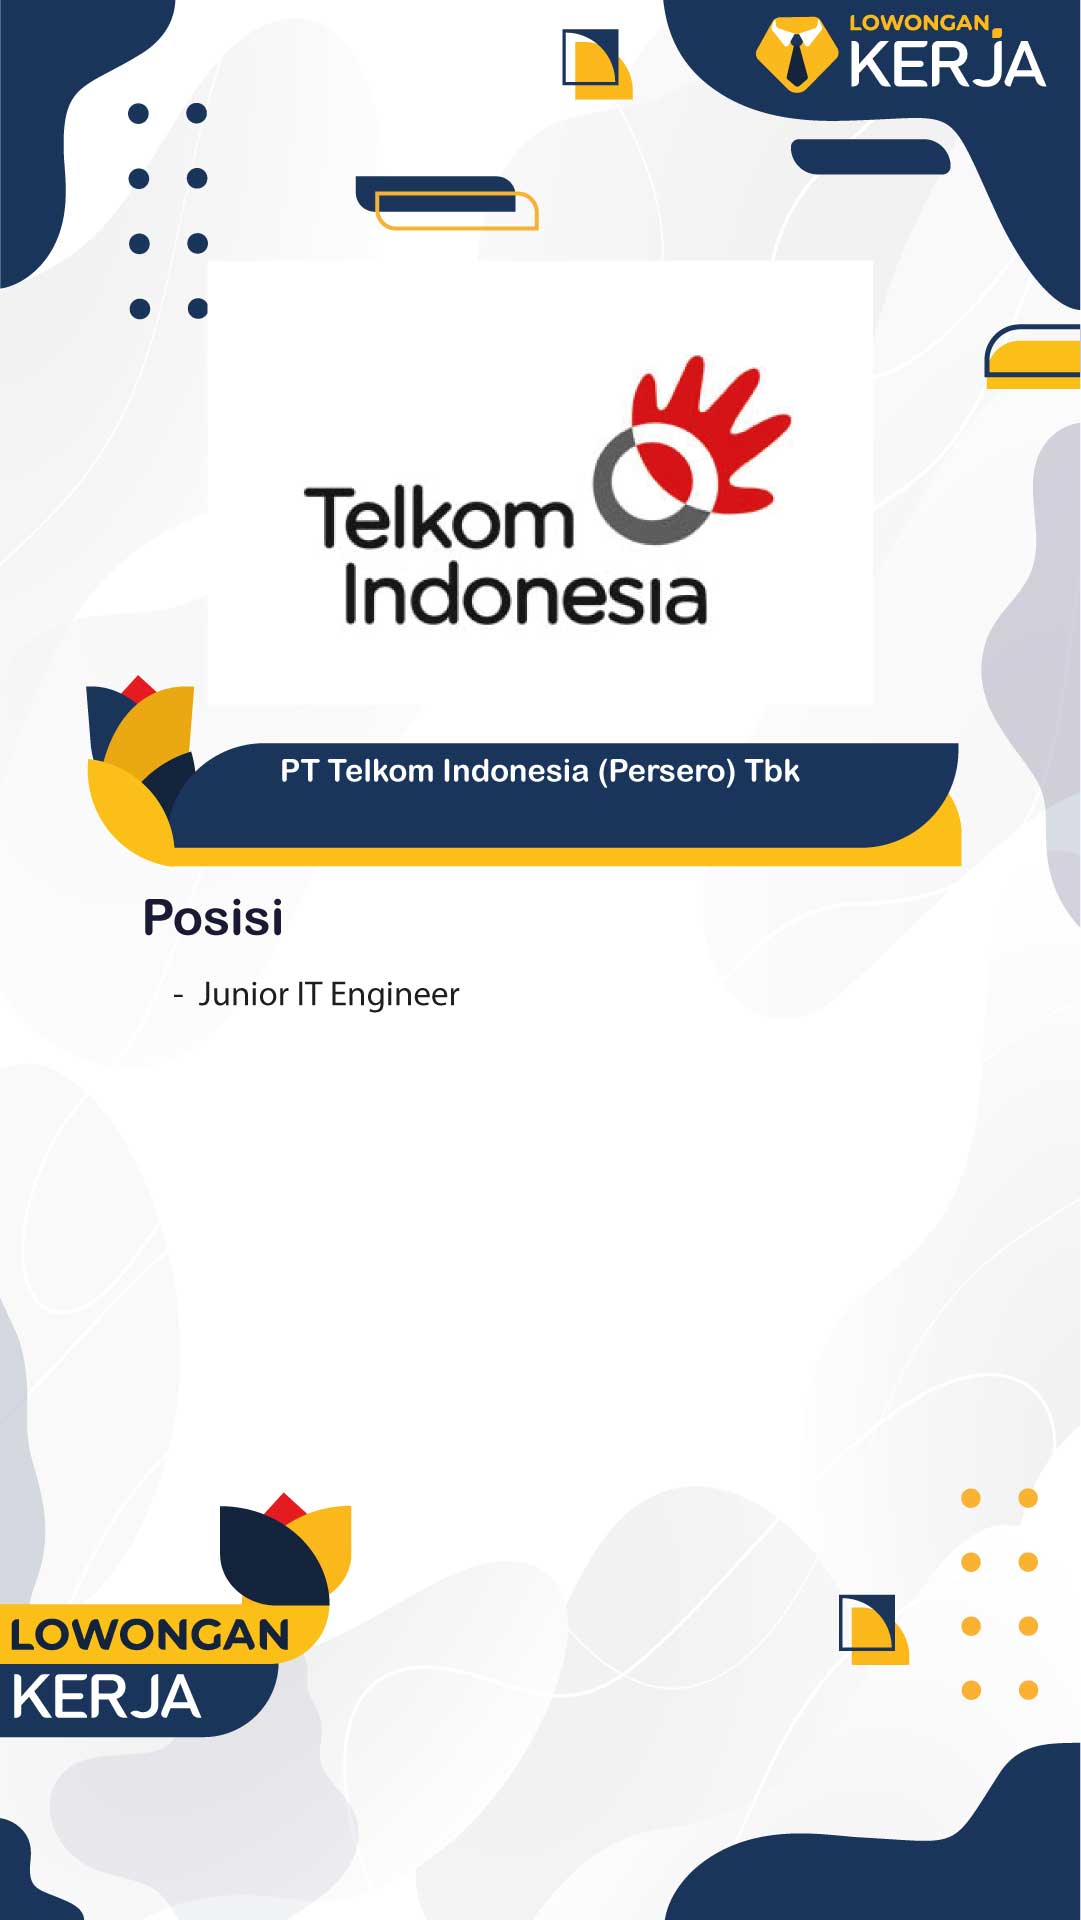 LOWONGAN
KERJA
Telkom
Indonesia
PT Telkom Indonesia (Persero) Tbk
Posisi
- Junior IT Engineer
LOWONGAN
KERJA